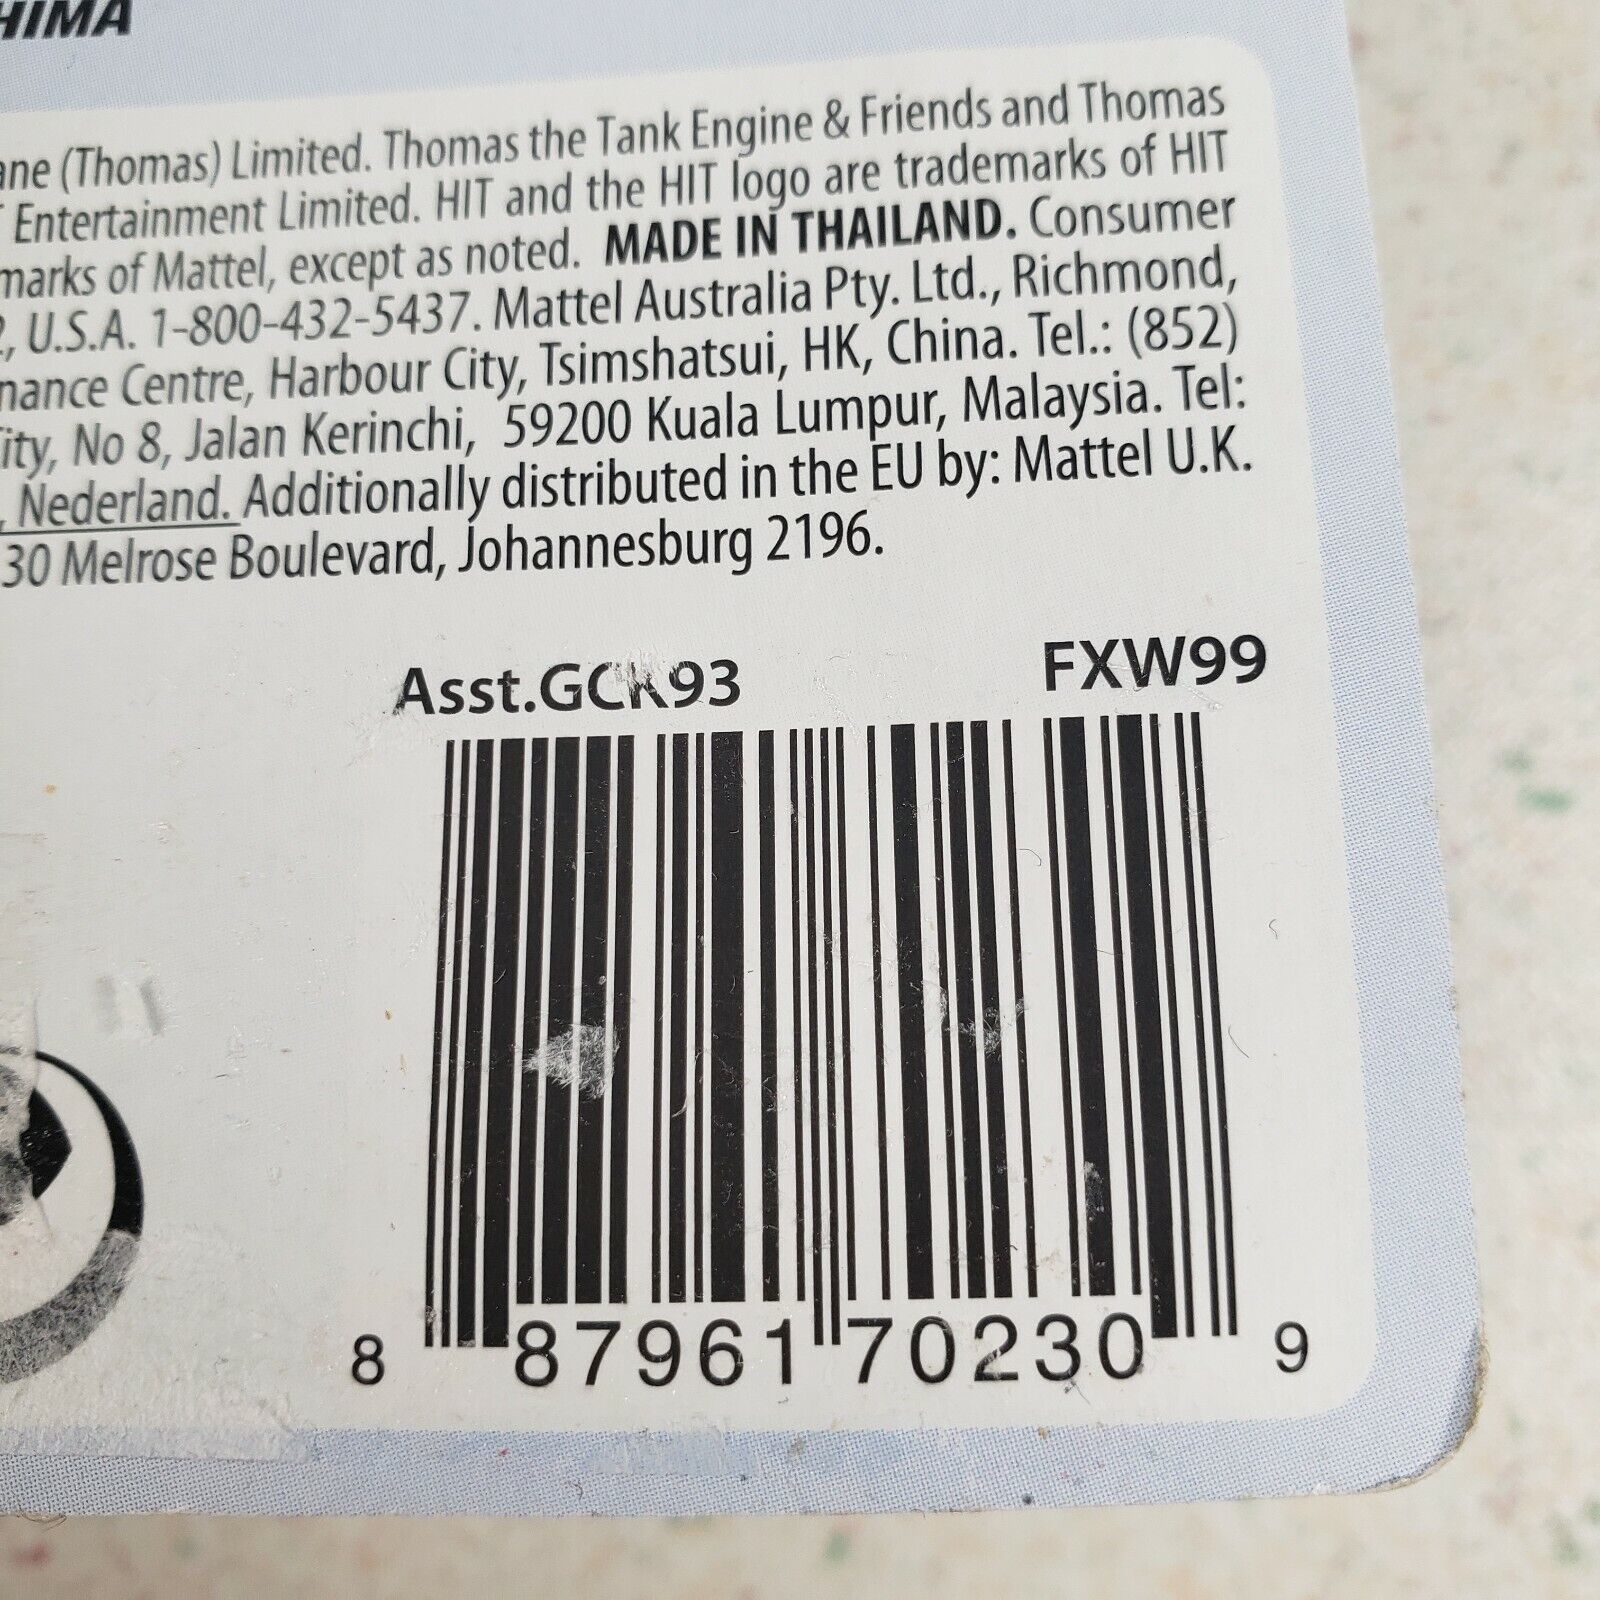 HIMA
ane (Thomas) Limited. Thomas the Tank Engine & Friends and Thomas
Entertainment Limited. HIT and the HIT logo are trademarks of HIT
marks of Mattel, except as noted. MADE IN THAILAND. Consumer
2, U.S.A. 1-800-432-5437. Mattel Australia Pty. Ltd., Richmond,
nance Centre, Harbour City, Tsimshatsui, HK, China. Tel.: (852)
ity, No 8, Jalan Kerinchi, 59200 Kuala Lumpur, Malaysia. Tel:
, Nederland. Additionally distributed in the EU by: Mattel U.K.
30 Melrose Boulevard, Johannesburg 2196.
Asst.GCK93 FXW99
8 87961 70230 9